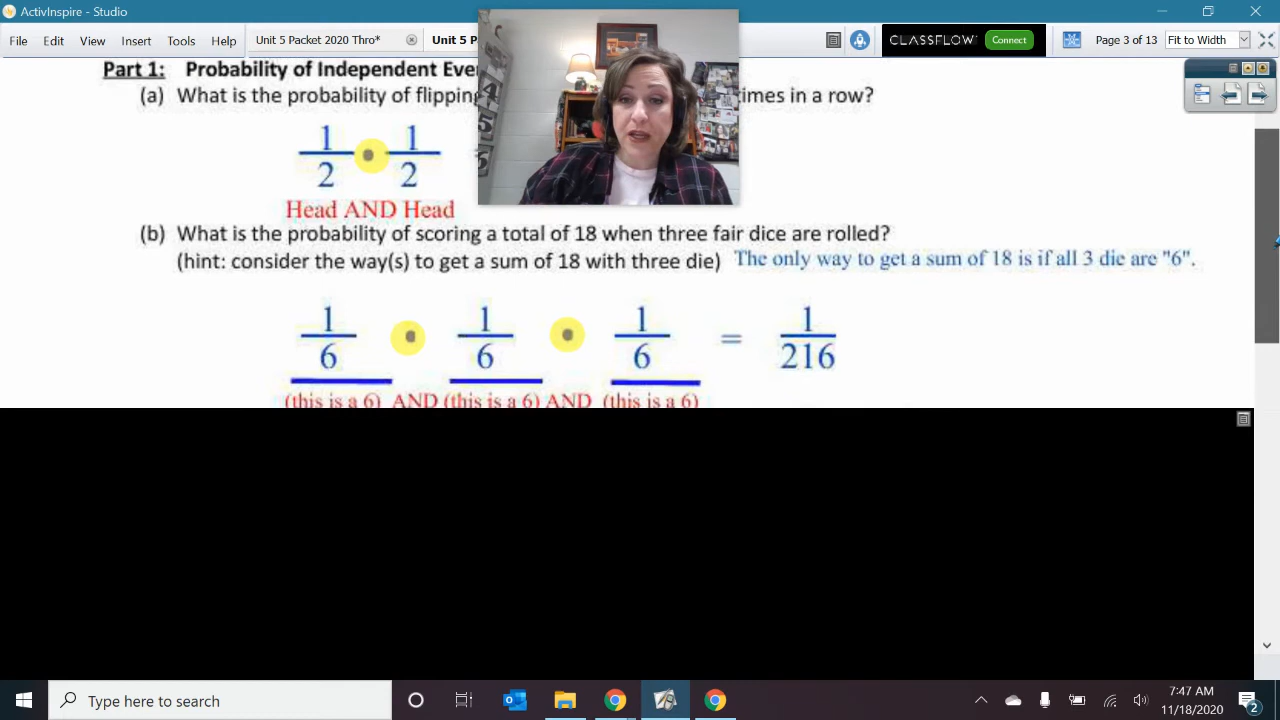 ActivInspire - Studio
File Edit View Insert Tools Help Unit 5 Packet 2020 Thro* Unit 5 P CLASSFLOW Connect Page 3 of 13 Fit to Width
Part 1: Probability of Independent Eve
(a) What is the probability of flipping times in a row?
1 1
2 2
Head AND Head
(b) What is the probability of scoring a total of 18 when three fair dice are rolled?
(hint: consider the way(s) to get a sum of 18 with three die) The only way to get a sum of 18 is if all 3 die are "6".
1 1 1 = 1
6 6 6 216
(this is a 6) AND (this is a 6) AND (this is a 6)
Type here to search
7:47 AM
11/18/2020
2